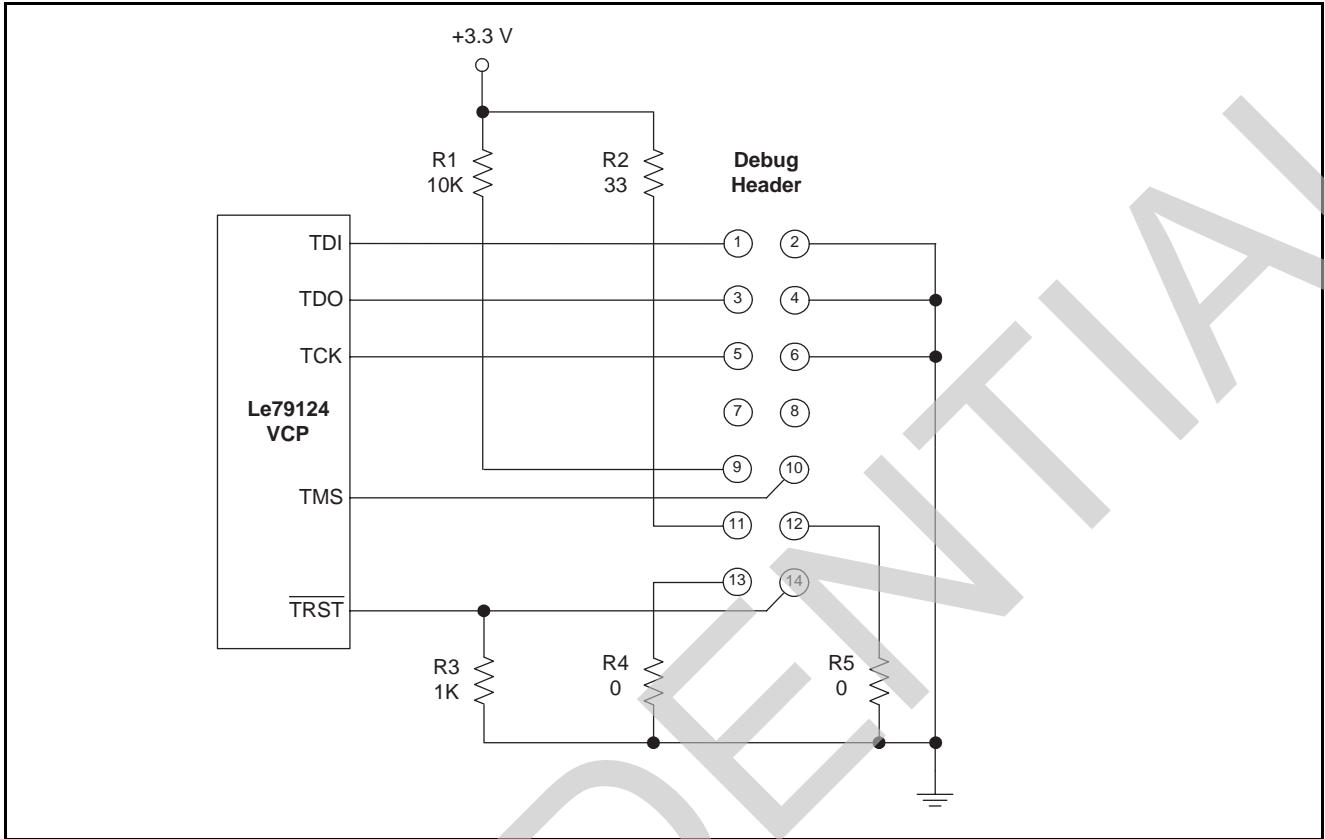 +3.3 V
R1
10K
R2
33
Debug
Header
TDI
1
2
TDO
3
4
TCK
5
6
Le79124
VCP
7
8
9
10
TMS
11
12
13
14
TRST
R3
1K
R4
0
R5
0
DENTIAL